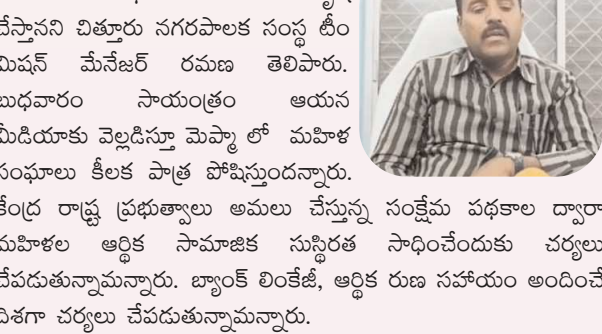 చేస్తానని చిత్తూరు నగరపాలక సంస్థ టీం
మిషన్ మేనేజర్ రమణ తెలిపారు.
బుధవారం సాయంత్రం ఆయన
మీడియాకు వెల్లడిస్తూ మెప్మా లో మహిళ
సంఘాలు కీలక పాత్ర పోషిస్తుందన్నారు.
కేంద్ర రాష్ట్ర ప్రభుత్వాలు అమలు చేస్తున్న సంక్షేమ పథకాల ద్వారా
మహిళల ఆర్థిక సామాజిక సుస్థిరత సాధించేందుకు చర్యలు
చేపడుతున్నామన్నారు. బ్యాంక్ లింకేజీ, ఆర్థిక రుణ సహాయం అందించే
దిశగా చర్యలు చేపడుతున్నామన్నారు.